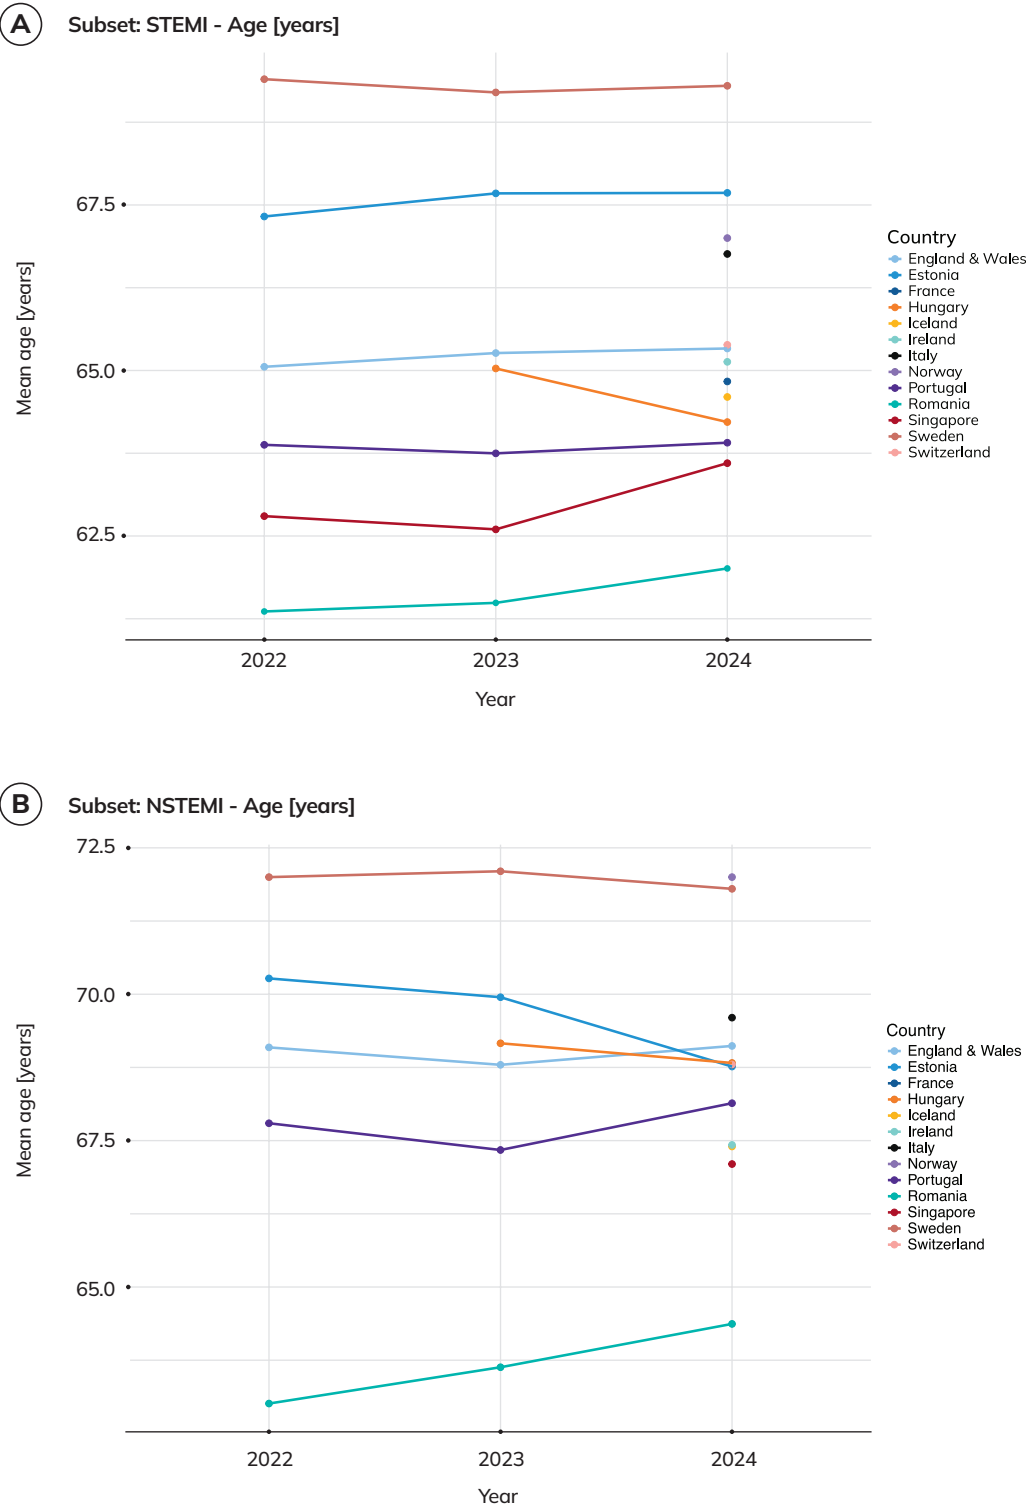 A Subset: STEMI - Age [years]
67.5
65.0
62.5
Mean age [years]
2022 2023 2024
Year
Country
England & Wales
Estonia
France
Hungary
Iceland
Ireland
Italy
Norway
Portugal
Romania
Singapore
Sweden
Switzerland
B Subset: NSTEMI - Age [years]
72.5
70.0
67.5
65.0
Mean age [years]
2022 2023 2024
Year
Country
England & Wales
Estonia
France
Hungary
Iceland
Ireland
Italy
Norway
Portugal
Romania
Singapore
Sweden
Switzerland